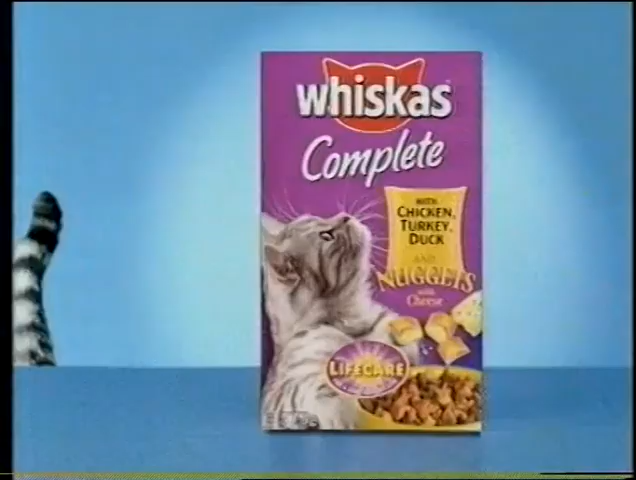 whiskas
Complete
WITH
CHICKEN,
TURKEY,
DUCK
AND
NUGGETS
with
Cheese
LIFECARE